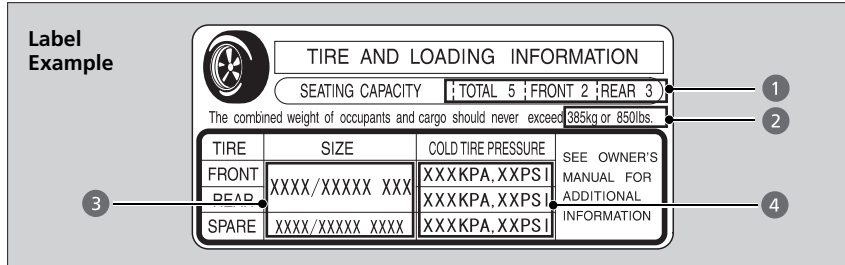 Label
Example
TIRE AND LOADING INFORMATION
SEATING CAPACITY TOTAL 5 FRONT 2 REAR 3
1
The combined weight of occupants and cargo should never exceed 385kg or 850lbs.
2
TIRE SIZE COLD TIRE PRESSURE
SEE OWNER'S
MANUAL FOR
ADDITIONAL
INFORMATION
FRONT XXXX/XXXXX XXX XXXKPA,XXPSI
3
REAR XXXKPA,XXPSI
4
SPARE XXXX/XXXXX XXXX XXXKPA,XXPSI